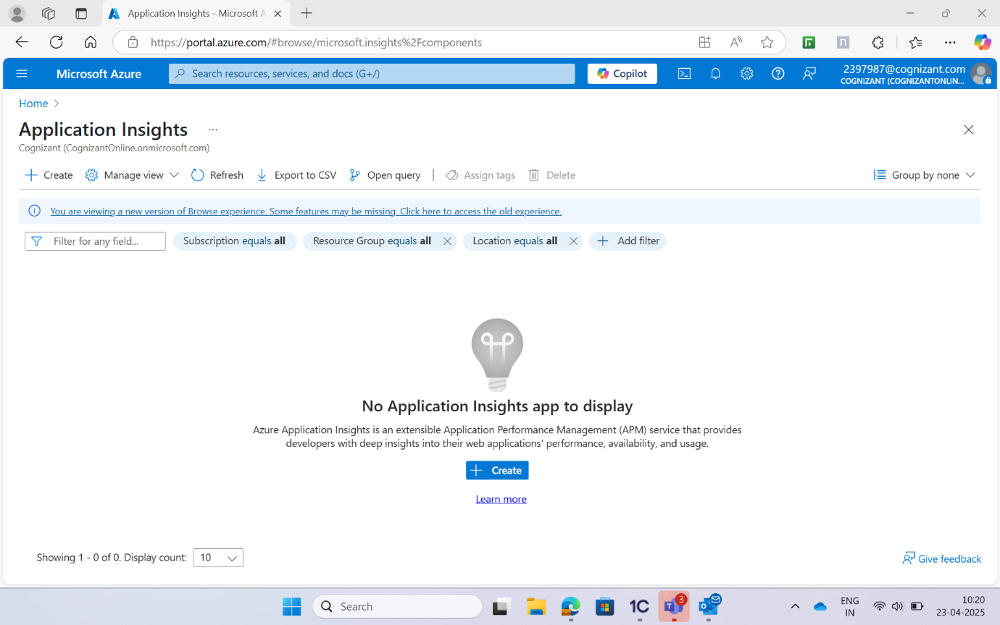 Application Insights - Microsoft A
https://portal.azure.com/#browse/microsoft.insights%2Fcomponents
Microsoft Azure
Search resources, services, and docs (G+/)
Copilot
2397987@cognizant.com
COGNIZANT (COGNIZANTONLIN...
Home
Application Insights ...
Cognizant (CognizantOnline.onmicrosoft.com)
Create
Manage view
Refresh
Export to CSV
Open query
Assign tags
Delete
Group by none
You are viewing a new version of Browse experience. Some features may be missing. Click here to access the old experience.
Filter for any field...
Subscription equals all
Resource Group equals all
Location equals all
Add filter
No Application Insights app to display
Azure Application Insights is an extensible Application Performance Management (APM) service that provides
developers with deep insights into their web applications' performance, availability, and usage.
Create
Learn more
Showing 1 - 0 of 0. Display count: 10
Give feedback
Search
1C
3
ENG
IN
10:20
23-04-2025